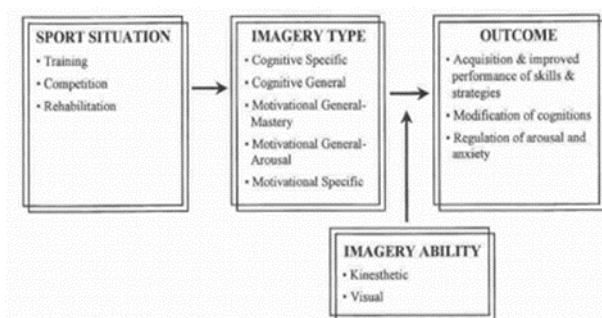 SPORT SITUATION
• Training
• Competition
• Rehabilitation
IMAGERY TYPE
• Cognitive Specific
• Cognitive General
• Motivational General-
Mastery
• Motivational General-
Arousal
• Motivational Specific
OUTCOME
• Acquisition & improved
performance of skills &
strategies
• Modification of cognitions
• Regulation of arousal and
anxiety
IMAGERY ABILITY
• Kinesthetic
• Visual